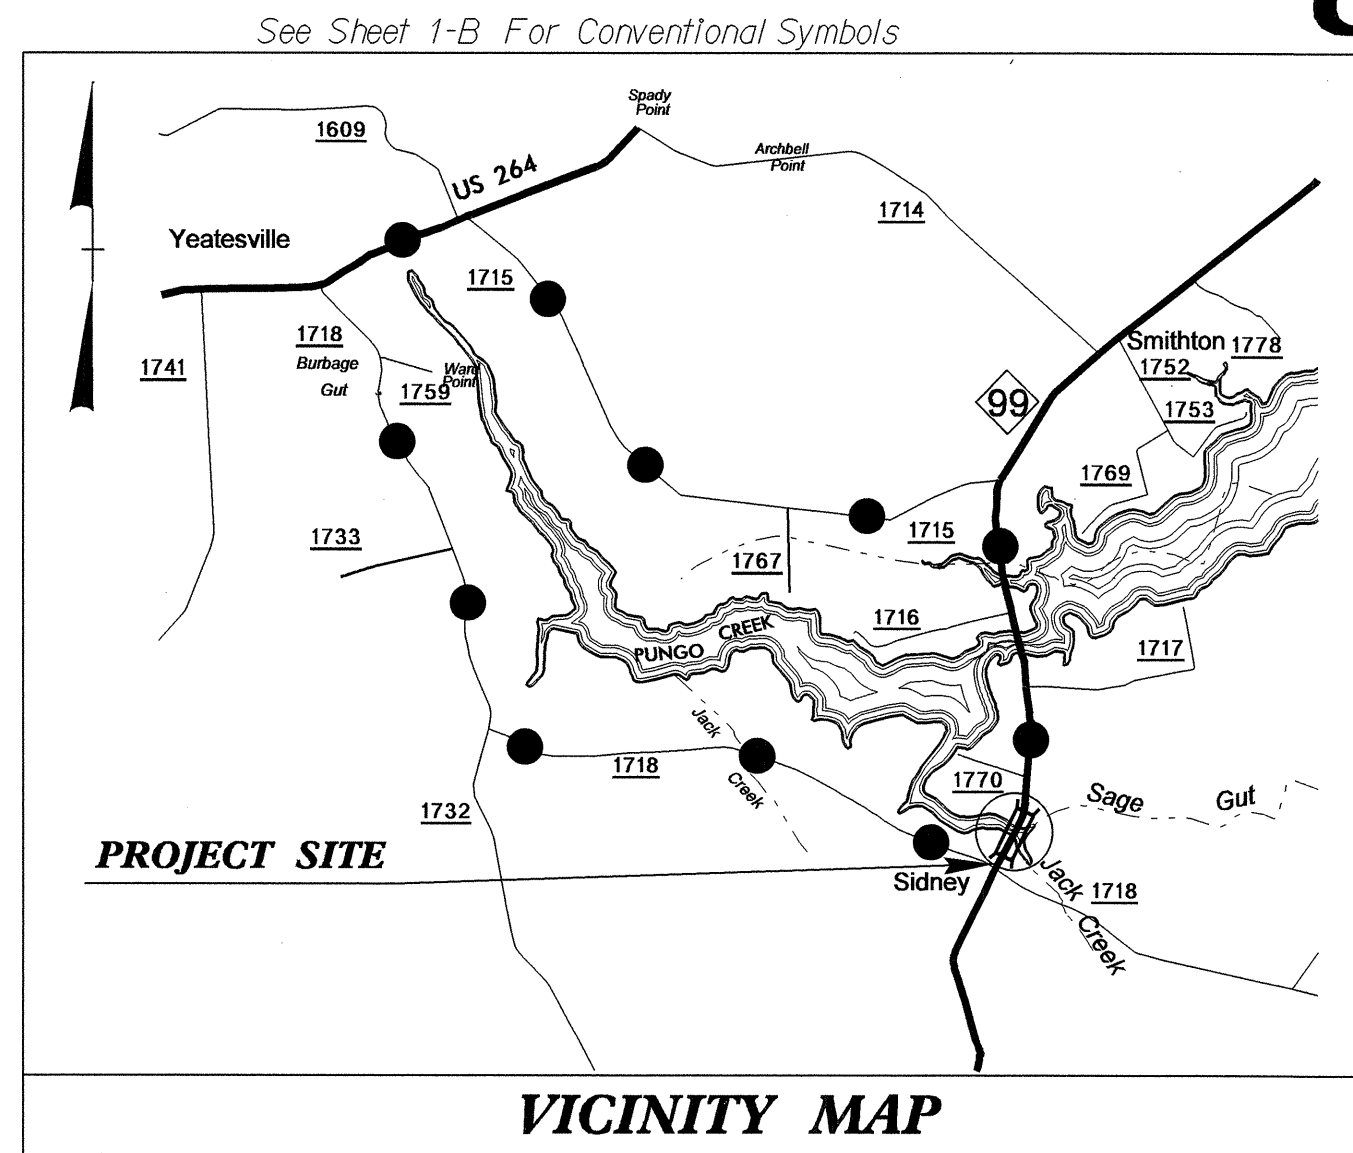 See Sheet 1-B For Conventional Symbols
Spady
Point
1609
Archbell
Point
US 264
1714
Yeatesville
1715
1718
Burbage
Gut
1741
Ward
Point
1759
Smithton
1778
1752
99
1753
1769
1733
1715
1767
1716
CREEK
PUNGO
1717
Jack
Creek
1718
1770
Sage Gut
1732
PROJECT SITE
Sidney
Jack
Creek
1718
VICINITY MAP